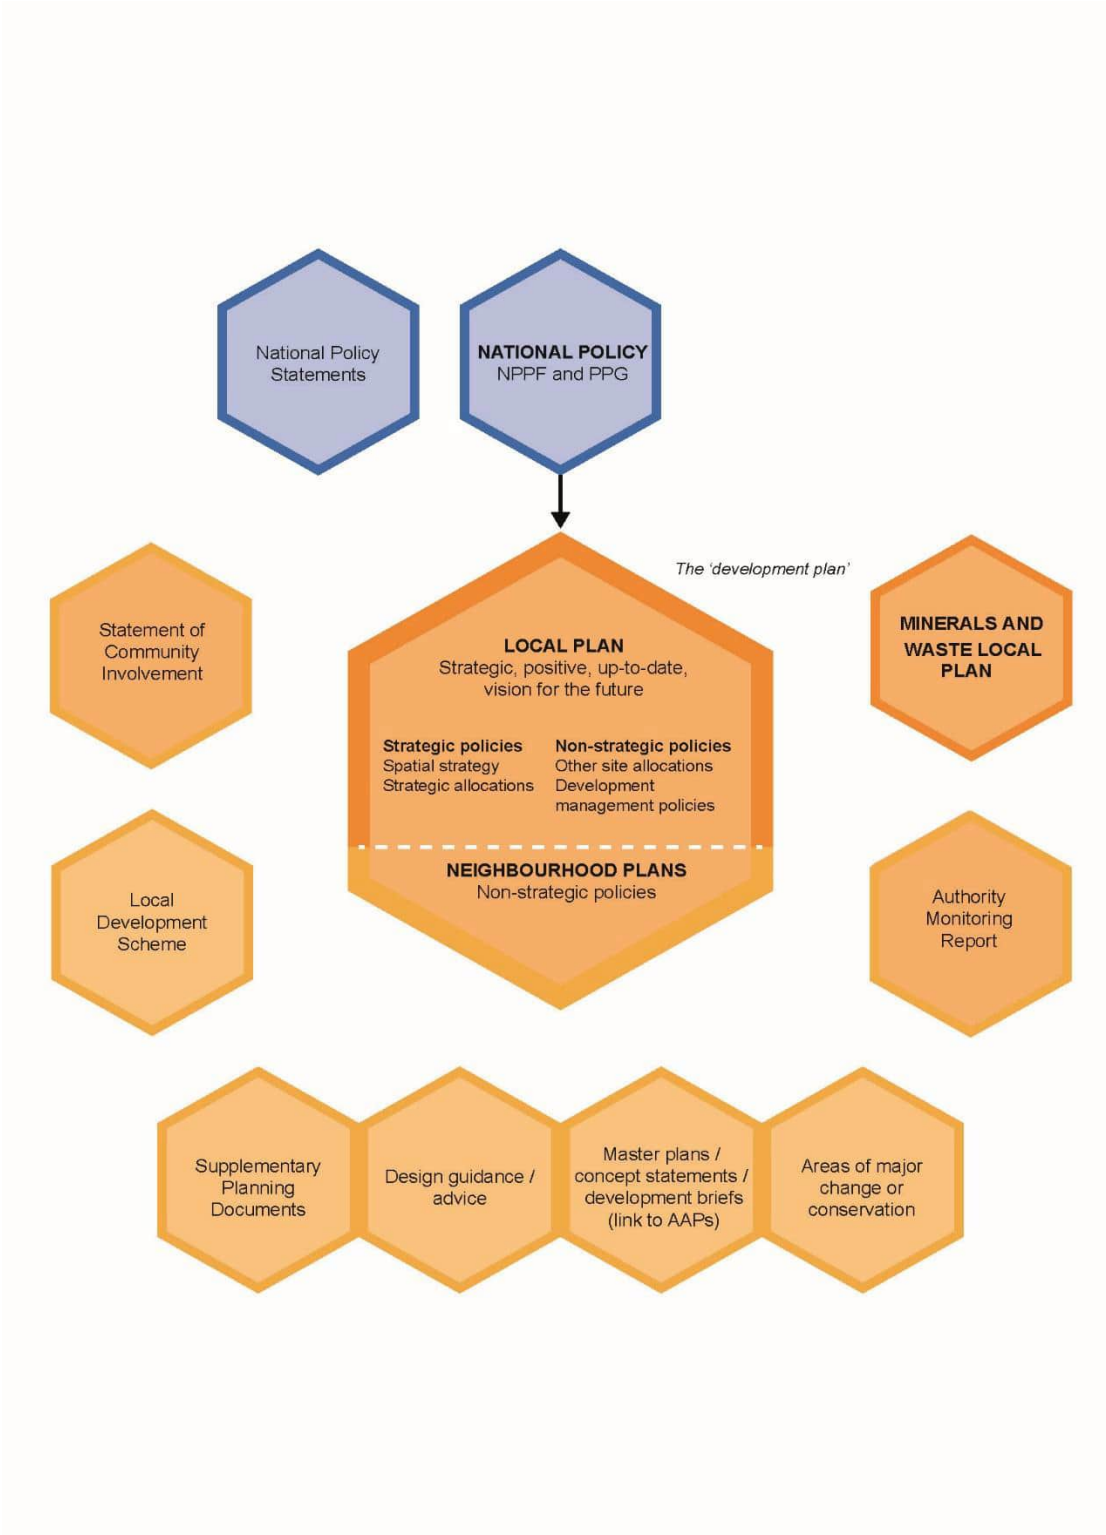 National Policy
Statements
NATIONAL POLICY
NPPF and PPG
The ‘development plan’
Statement of
Community
Involvement
LOCAL PLAN
Strategic, positive, up-to-date,
vision for the future
Strategic policies
Spatial strategy
Strategic allocations
Non-strategic policies
Other site allocations
Development
management policies
NEIGHBOURHOOD PLANS
Non-strategic policies
MINERALS AND
WASTE LOCAL
PLAN
Local
Development
Scheme
Authority
Monitoring
Report
Supplementary
Planning
Documents
Design guidance /
advice
Master plans /
concept statements /
development briefs
(link to AAPs)
Areas of major
change or
conservation